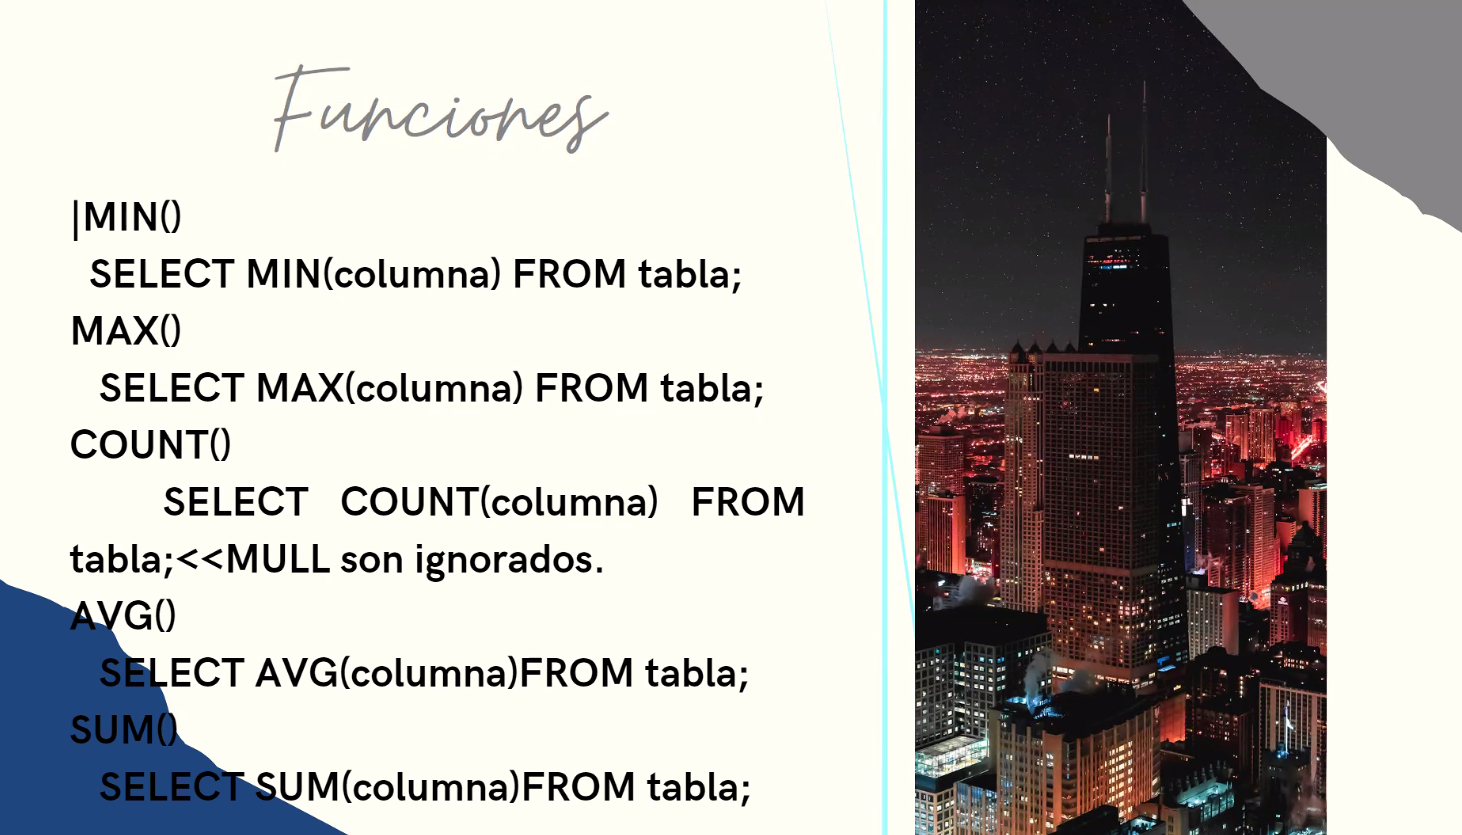 Funciones
|MIN()
SELECT MIN(columna) FROM tabla;
MAX()
SELECT MAX(columna) FROM tabla;
COUNT()
SELECT COUNT(columna) FROM
tabla;<<MULL son ignorados.
AVG()
SELECT AVG(columna)FROM tabla;
SUM()
SELECT SUM(columna)FROM tabla;